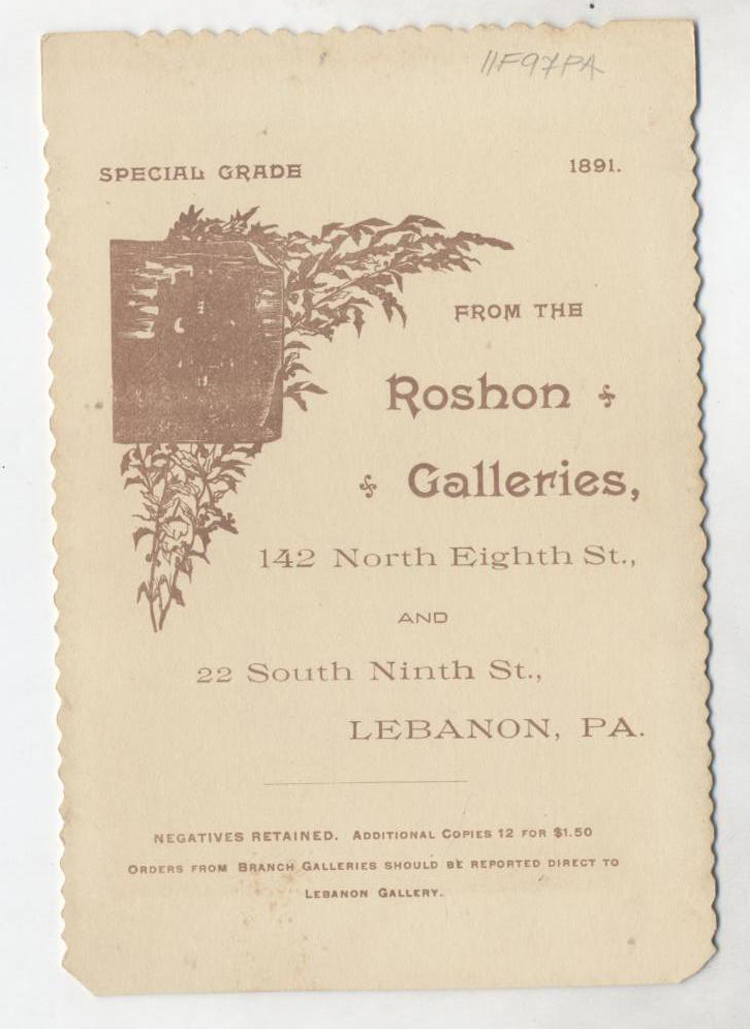 11F97PA
SPECIAL GRADE 1891.
FROM THE
Roshon
Galleries,
142 North Eighth St.,
AND
22 South Ninth St.,
LEBANON, PA.
NEGATIVES RETAINED. ADDITIONAL COPIES 12 FOR $1.50
ORDERS FROM BRANCH GALLERIES SHOULD BE REPORTED DIRECT TO
LEBANON GALLERY.